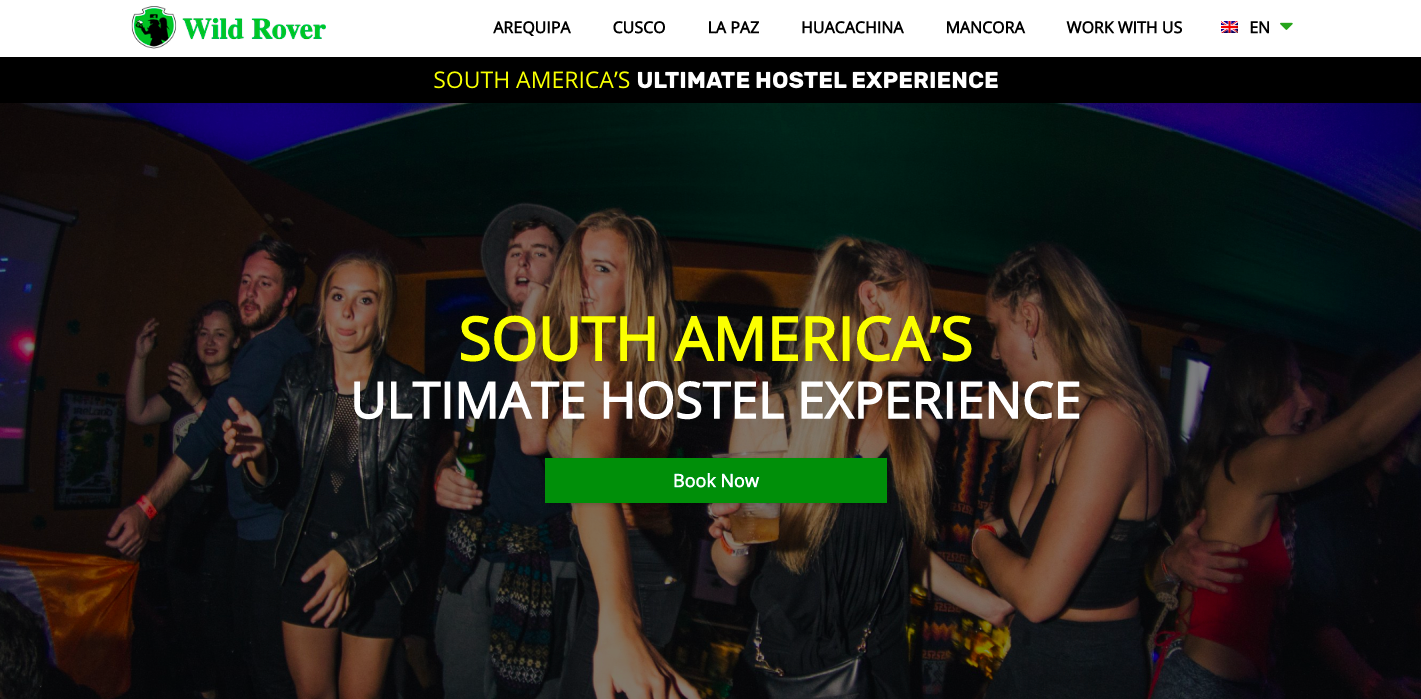 Wild Rover
AREQUIPA CUSCO LA PAZ HUACACHINA MANCORA WORK WITH US EN
SOUTH AMERICA’S ULTIMATE HOSTEL EXPERIENCE
SOUTH AMERICA’S
ULTIMATE HOSTEL EXPERIENCE
Book Now